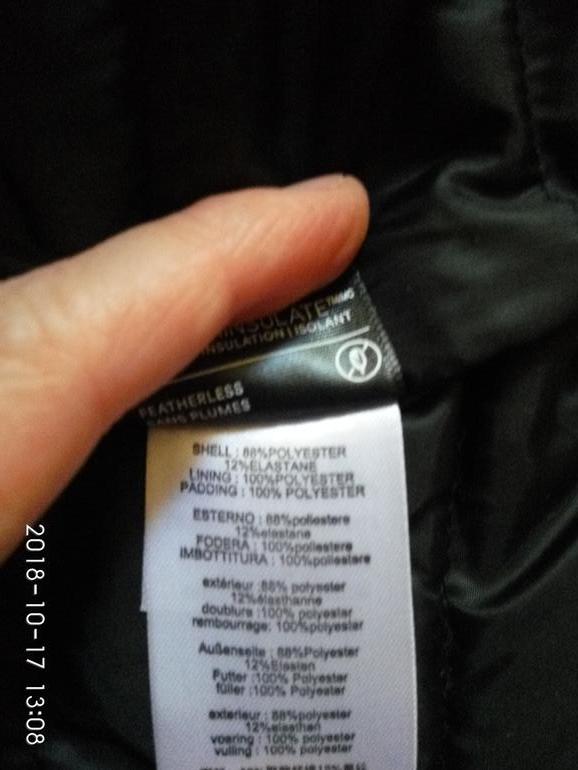 INSULATE™
INSULATION | ISOLANT
FEATHERLESS
SANS PLUMES
SHELL : 88%POLYESTER
12%ELASTANE
LINING : 100%POLYESTER
PADDING : 100% POLYESTER
ESTERNO : 88%poliestere
12%elastane
FODERA : 100%poliestere
IMBOTTITURA : 100%poliestere
extérieur :88% polyester
12%élasthanne
doublure :100% polyester
rembourrage: 100%polyester
Außenseite : 88%Polyester
12%Elasten
Futter :100% Polyester
füller :100% Polyester
exterieur : 88%polyester
12%elasthan
voering : 100% polyester
vulling : 100% polyester
2018-10-17 13:08